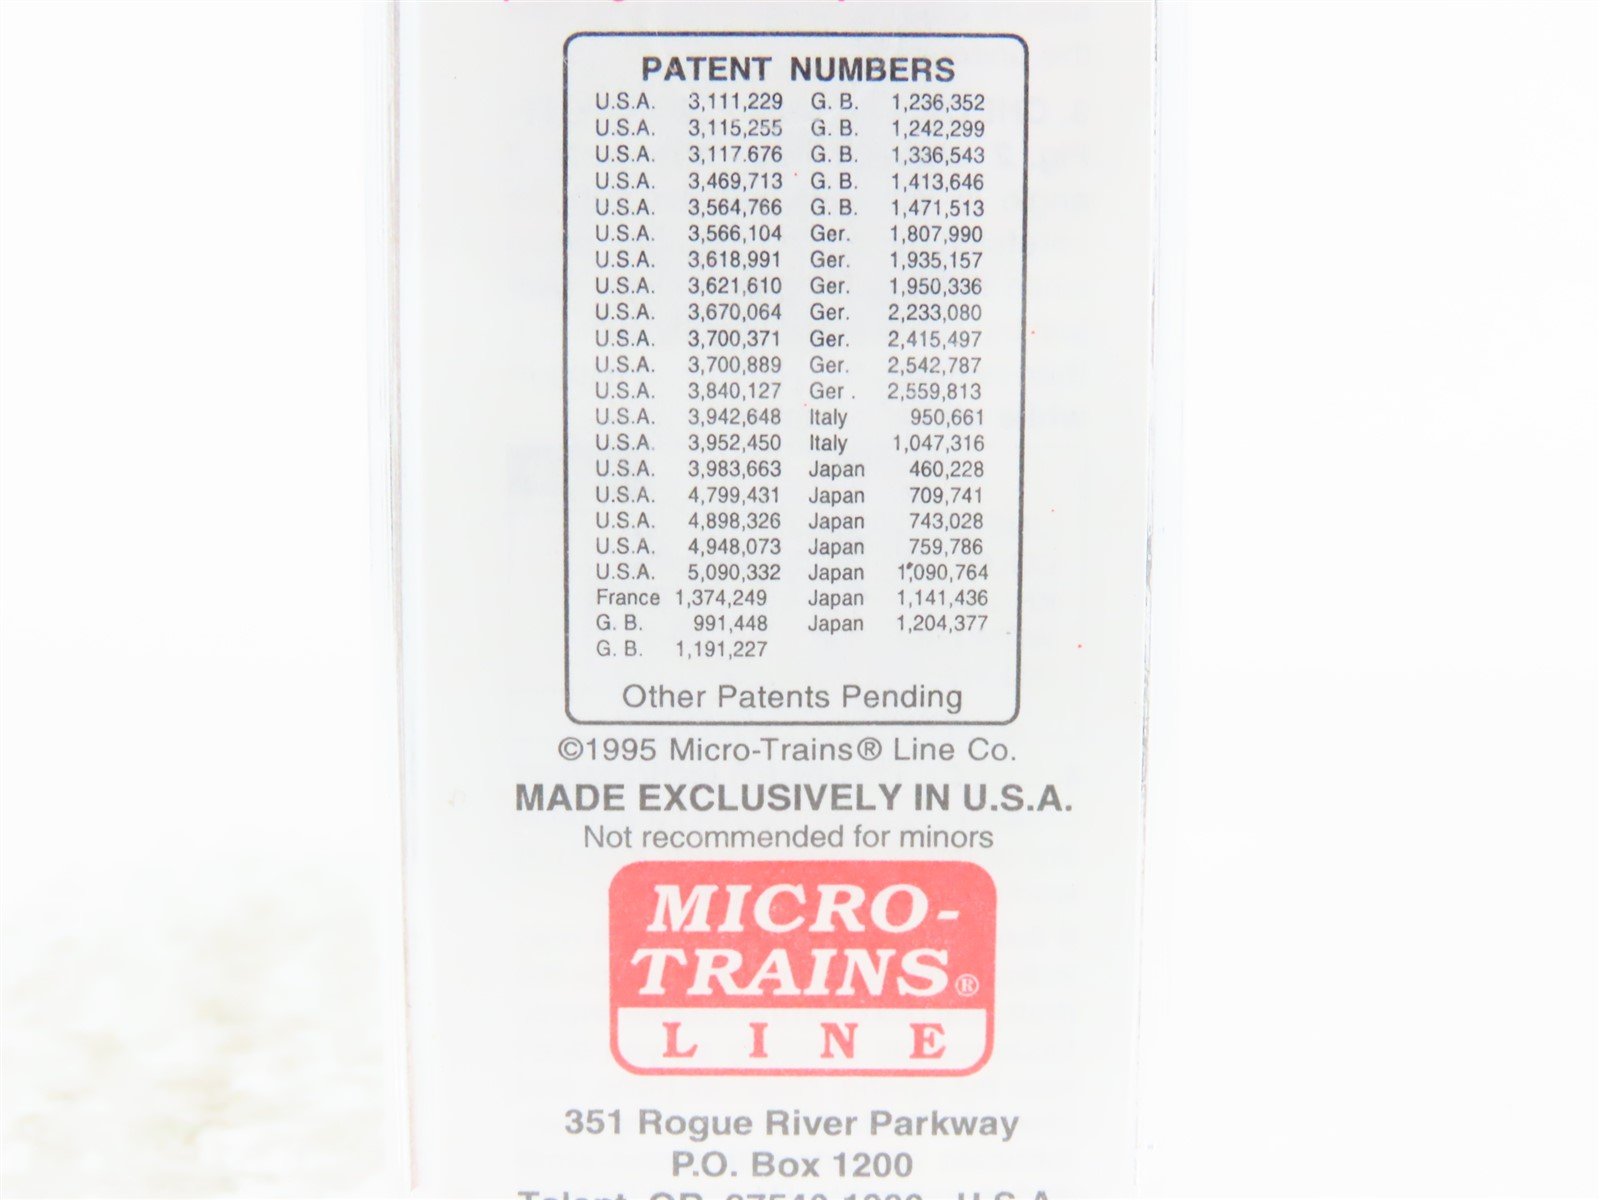 PATENT NUMBERS
U.S.A. 3,111,229 G. B. 1,236,352
U.S.A. 3,115,255 G. B. 1,242,299
U.S.A. 3,117.676 G. B. 1,336,543
U.S.A. 3,469,713 G. B. 1,413,646
U.S.A. 3,564,766 G. B. 1,471,513
U.S.A. 3,566,104 Ger. 1,807,990
U.S.A. 3,618,991 Ger. 1,935,157
U.S.A. 3,621,610 Ger. 1,950,336
U.S.A. 3,670,064 Ger. 2,233,080
U.S.A. 3,700,371 Ger. 2,415,497
U.S.A. 3,700,889 Ger. 2,542,787
U.S.A. 3,840,127 Ger . 2,559,813
U.S.A. 3,942,648 Italy 950,661
U.S.A. 3,952,450 Italy 1,047,316
U.S.A. 3,983,663 Japan 460,228
U.S.A. 4,799,431 Japan 709,741
U.S.A. 4,898,326 Japan 743,028
U.S.A. 4,948,073 Japan 759,786
U.S.A. 5,090,332 Japan 1,090,764
France 1,374,249 Japan 1,141,436
G. B. 991,448 Japan 1,204,377
G. B. 1,191,227
Other Patents Pending
©1995 Micro-Trains® Line Co.
MADE EXCLUSIVELY IN U.S.A.
Not recommended for minors
MICRO-
TRAINS®
LINE
351 Rogue River Parkway
P.O. Box 1200